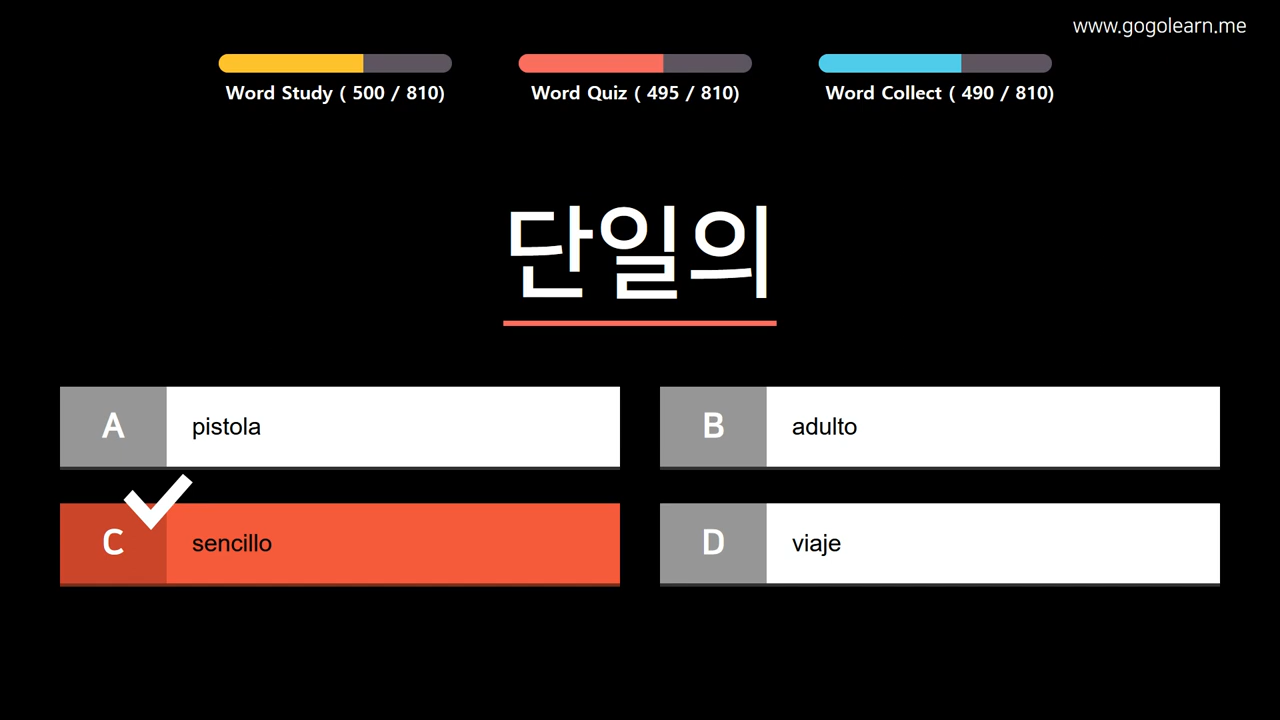 www.gogolearn.me
Word Study ( 500 / 810)
Word Quiz ( 495 / 810)
Word Collect ( 490 / 810)
단일의
A pistola
B adulto
C sencillo
D viaje